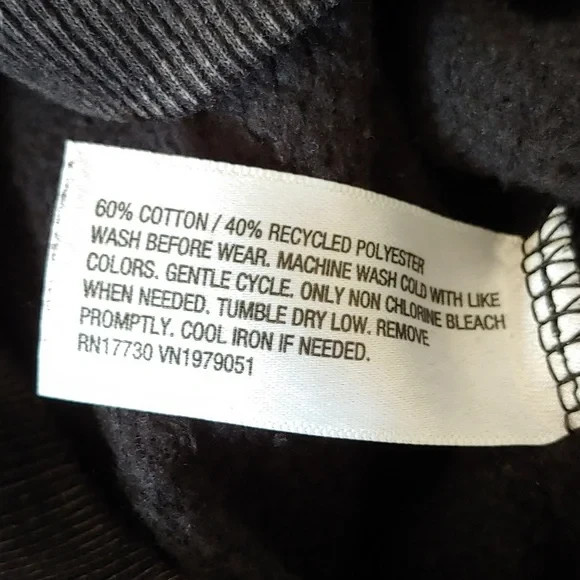 60% COTTON / 40% RECYCLED POLYESTER
WASH BEFORE WEAR. MACHINE WASH COLD WITH LIKE
COLORS. GENTLE CYCLE. ONLY NON CHLORINE BLEACH
WHEN NEEDED. TUMBLE DRY LOW. REMOVE
PROMPTLY. COOL IRON IF NEEDED.
RN17730 VN1979051